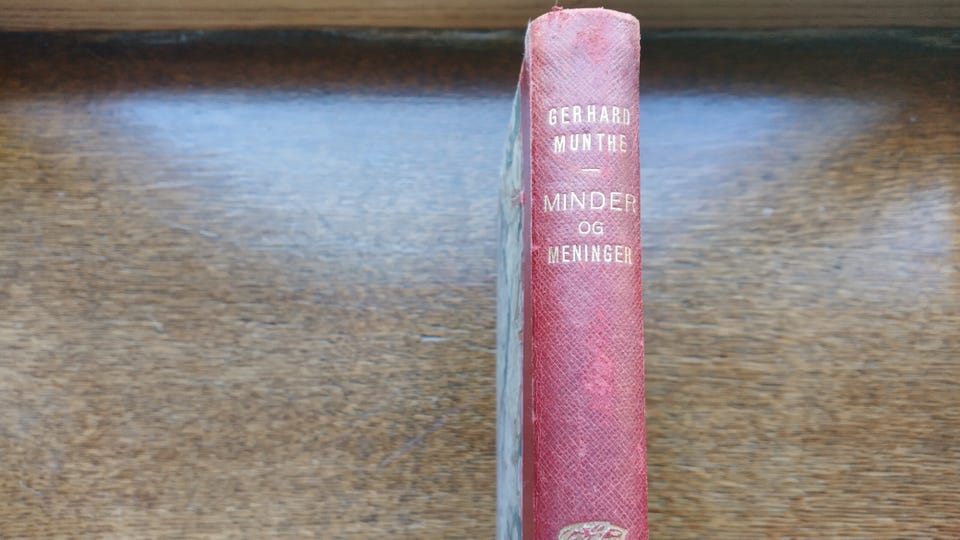 GERHARD
MUNTHE
—
MINDER
OG
MENINGER